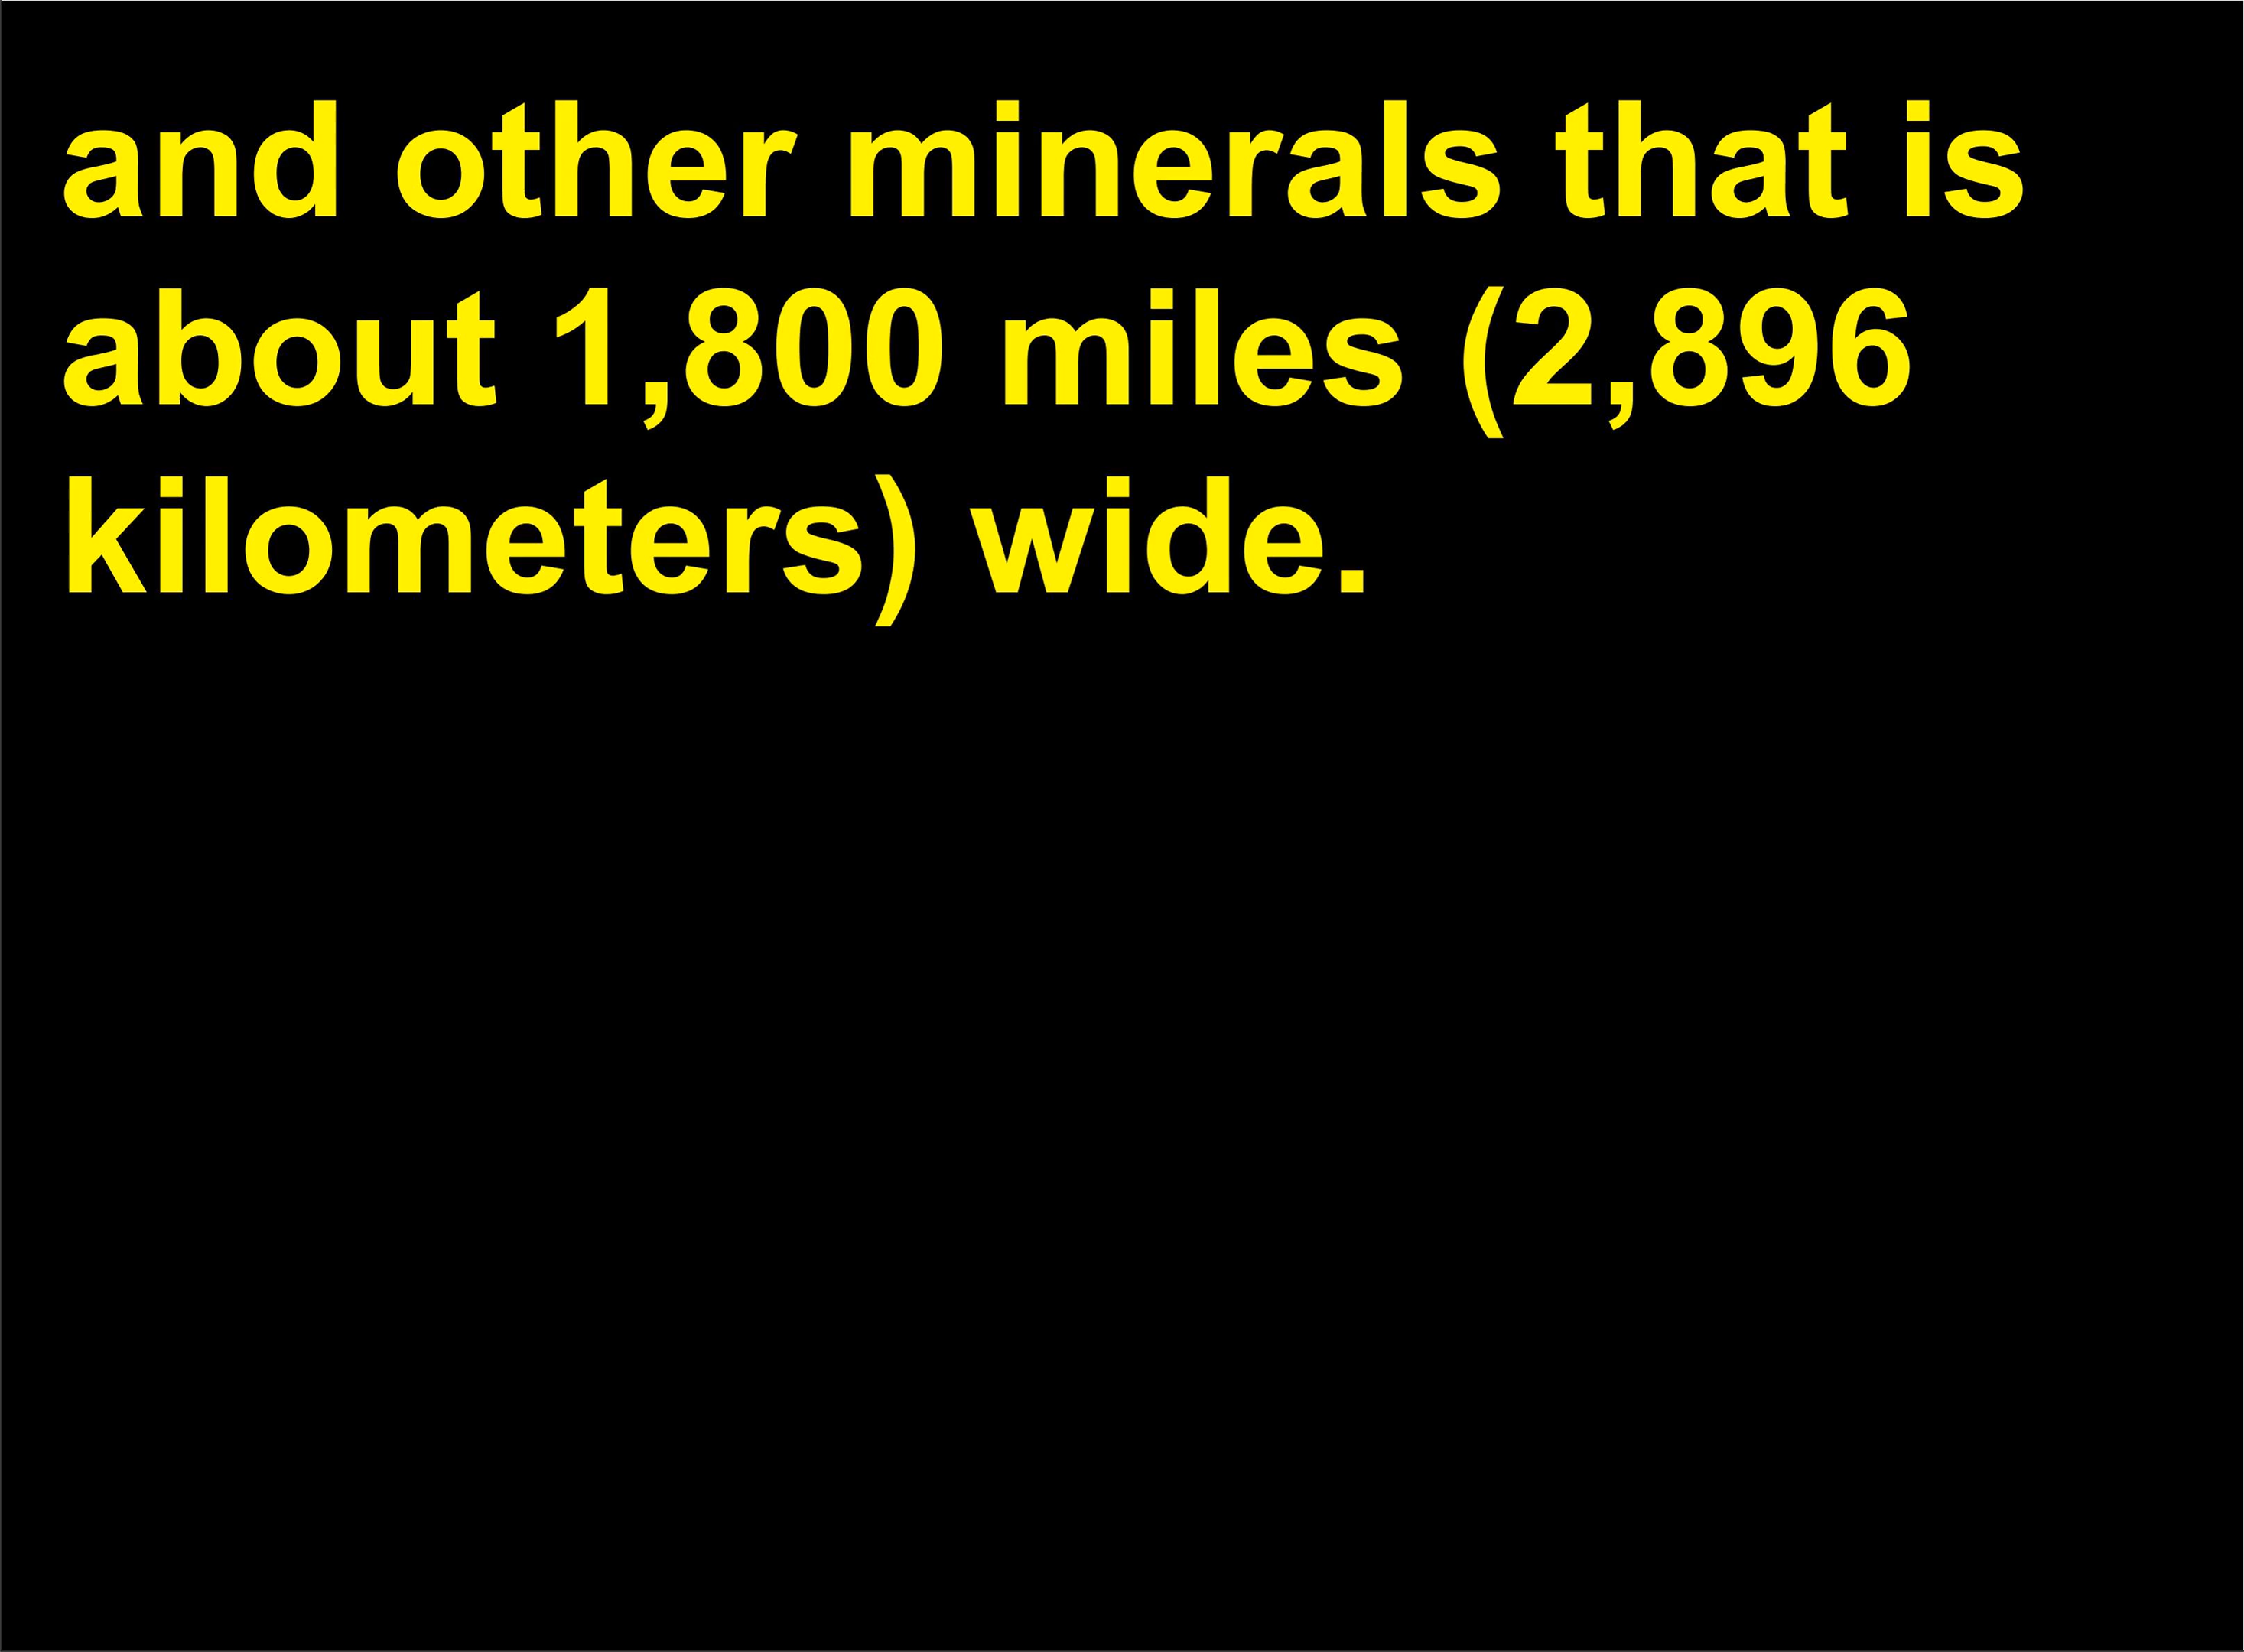 and other minerals that is
about 1,800 miles (2,896
kilometers) wide.